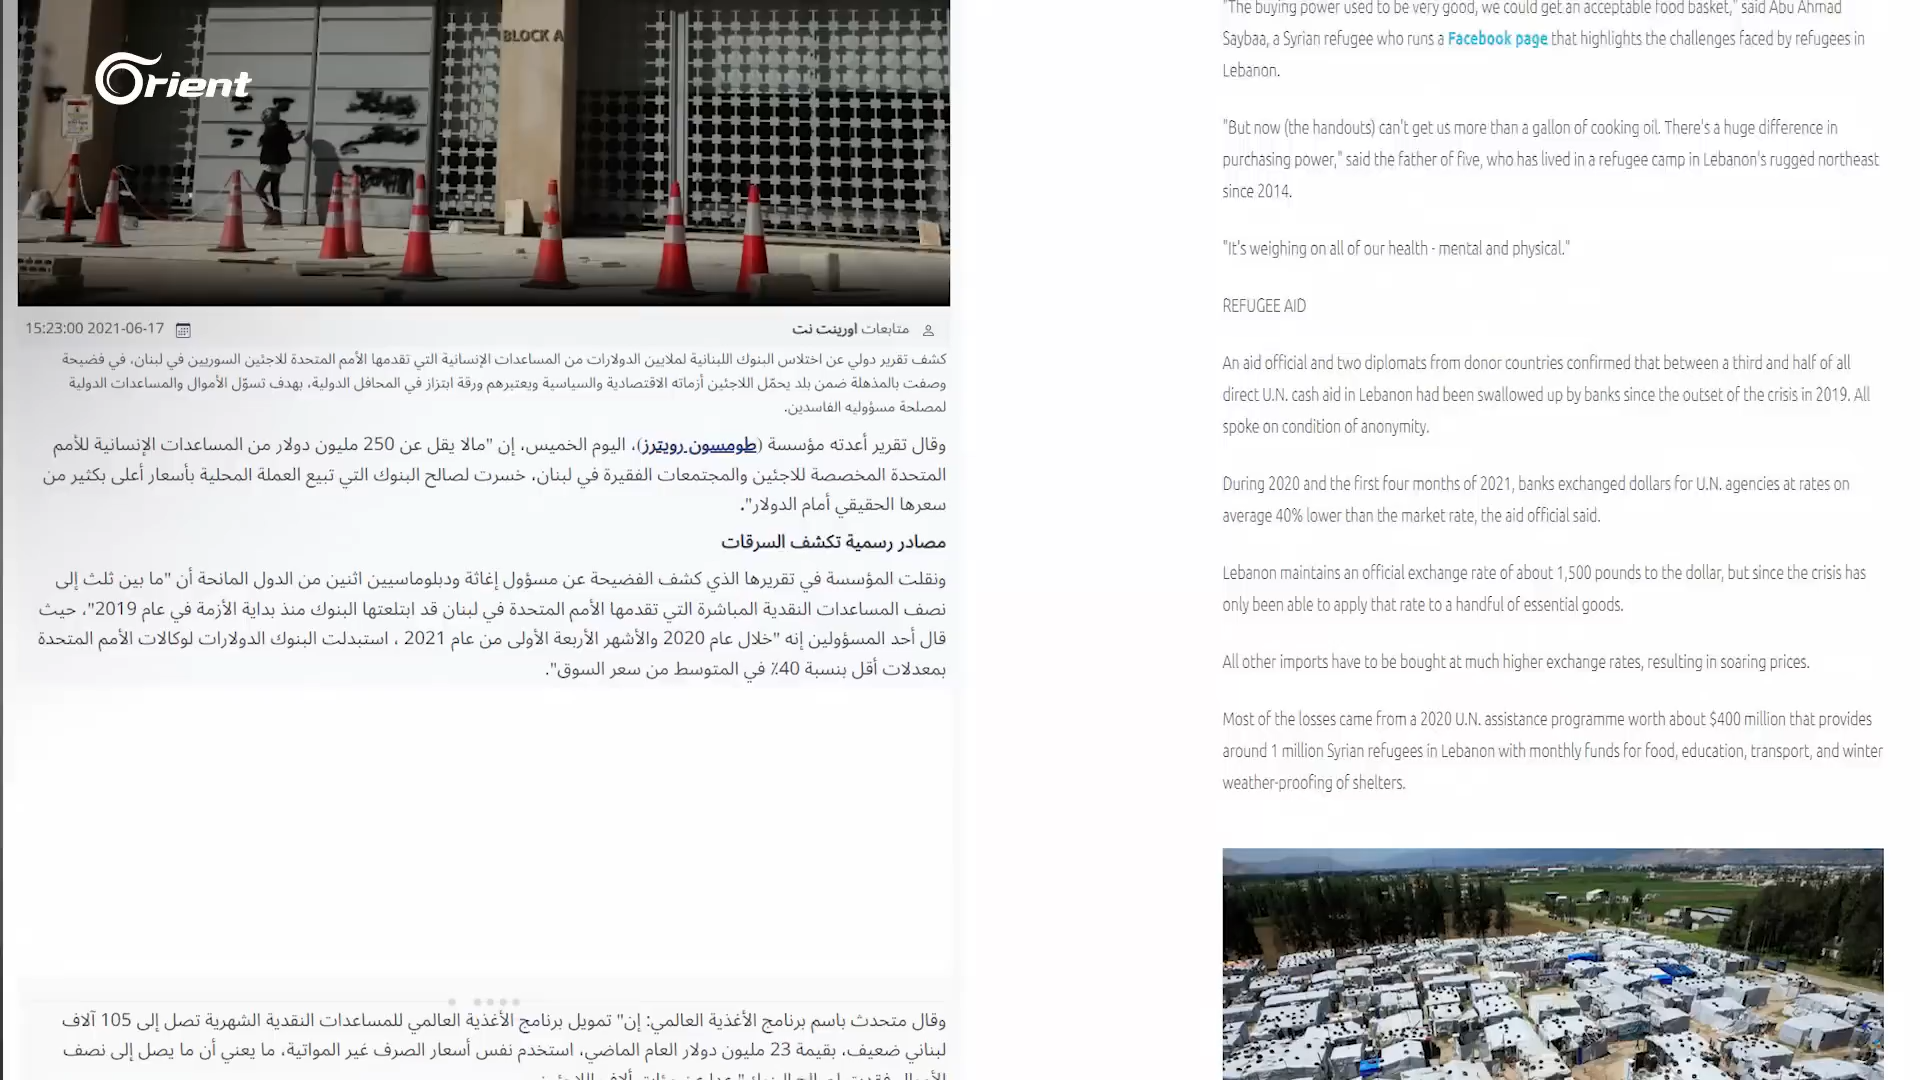 Orient
BLOCK A
15:23:00 2021-06-17
متابعات اورينت نت
كشف تقرير دولي عن اختلاس البنوك اللبنانية لملايين الدولارات من المساعدات الإنسانية التي تقدمها الأمم المتحدة للاجئين السوريين في لبنان، في فضيحة
وصفت بالمذهلة ضمن بلد يحمّل اللاجئين أزماته الاقتصادية والسياسية ويعتبرهم ورقة ابتزاز في المحافل الدولية، بهدف تسوّل الأموال والمساعدات الدولية
لمصلحة مسؤوليه الفاسدين.
وقال تقرير أعدته مؤسسة (طومسون رويترز)، اليوم الخميس، إن "مالا يقل عن 250 مليون دولار من المساعدات الإنسانية للأمم
المتحدة المخصصة للاجئين والمجتمعات الفقيرة في لبنان، خسرت لصالح البنوك التي تبيع العملة المحلية بأسعار أعلى بكثير من
سعرها الحقيقي أمام الدولار".
مصادر رسمية تكشف السرقات
ونقلت المؤسسة في تقريرها الذي كشف الفضيحة عن مسؤول إغاثة ودبلوماسيين اثنين من الدول المانحة أن "ما بين ثلث إلى
نصف المساعدات النقدية المباشرة التي تقدمها الأمم المتحدة في لبنان قد ابتلعتها البنوك منذ بداية الأزمة في عام 2019"، حيث
قال أحد المسؤولين إنه "خلال عام 2020 والأشهر الأربعة الأولى من عام 2021 ، استبدلت البنوك الدولارات لوكالات الأمم المتحدة
بمعدلات أقل بنسبة 40٪ في المتوسط من سعر السوق".
وقال متحدث باسم برنامج الأغذية العالمي: إن" تمويل برنامج الأغذية العالمي للمساعدات النقدية الشهرية تصل إلى 105 آلاف
لبناني ضعيف، بقيمة 23 مليون دولار العام الماضي، استخدم نفس أسعار الصرف غير المواتية، ما يعني أن ما يصل إلى نصف
"The buying power used to be very good, we could get an acceptable food basket," said Abu Ahmad
Saybaa, a Syrian refugee who runs a Facebook page that highlights the challenges faced by refugees in
Lebanon.
"But now (the handouts) can't get us more than a gallon of cooking oil. There's a huge difference in
purchasing power," said the father of five, who has lived in a refugee camp in Lebanon's rugged northeast
since 2014.
"It's weighing on all of our health - mental and physical."
REFUGEE AID
An aid official and two diplomats from donor countries confirmed that between a third and half of all
direct U.N. cash aid in Lebanon had been swallowed up by banks since the outset of the crisis in 2019. All
spoke on condition of anonymity.
During 2020 and the first four months of 2021, banks exchanged dollars for U.N. agencies at rates on
average 40% lower than the market rate, the aid official said.
Lebanon maintains an official exchange rate of about 1,500 pounds to the dollar, but since the crisis has
only been able to apply that rate to a handful of essential goods.
All other imports have to be bought at much higher exchange rates, resulting in soaring prices.
Most of the losses came from a 2020 U.N. assistance programme worth about $400 million that provides
around 1 million Syrian refugees in Lebanon with monthly funds for food, education, transport, and winter
weather-proofing of shelters.